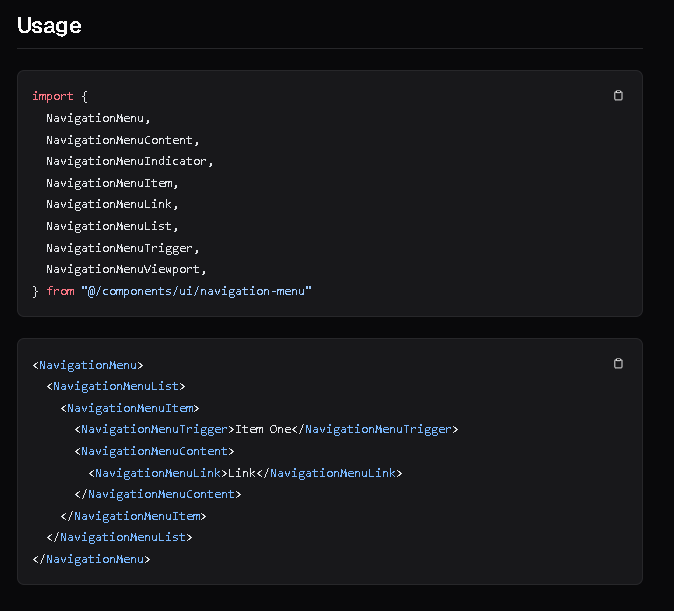 Usage
import {
  NavigationMenu,
  NavigationMenuContent,
  NavigationMenuIndicator,
  NavigationMenuItem,
  NavigationMenuLink,
  NavigationMenuList,
  NavigationMenuTrigger,
  NavigationMenuViewport,
} from "@/components/ui/navigation-menu"
<NavigationMenu>
  <NavigationMenuList>
    <NavigationMenuItem>
      <NavigationMenuTrigger>Item One</NavigationMenuTrigger>
      <NavigationMenuContent>
        <NavigationMenuLink>Link</NavigationMenuLink>
      </NavigationMenuContent>
    </NavigationMenuItem>
  </NavigationMenuList>
</NavigationMenu>